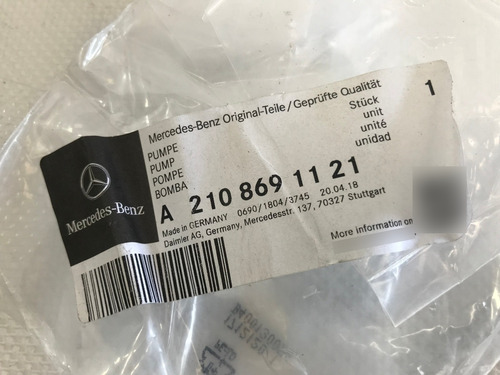 Mercedes-Benz Original-Teile/Geprüfte Qualität
PUMPE
PUMP
POMPE
BOMBA
Stück
unit
unité
unidad
1
Mercedes-Benz
A 210 869 11 21
Made in GERMANY 0690/1804/3745 20.04.18
Daimler AG, Germany, Mercedesstr. 137, 70327 Stuttgart
More information on